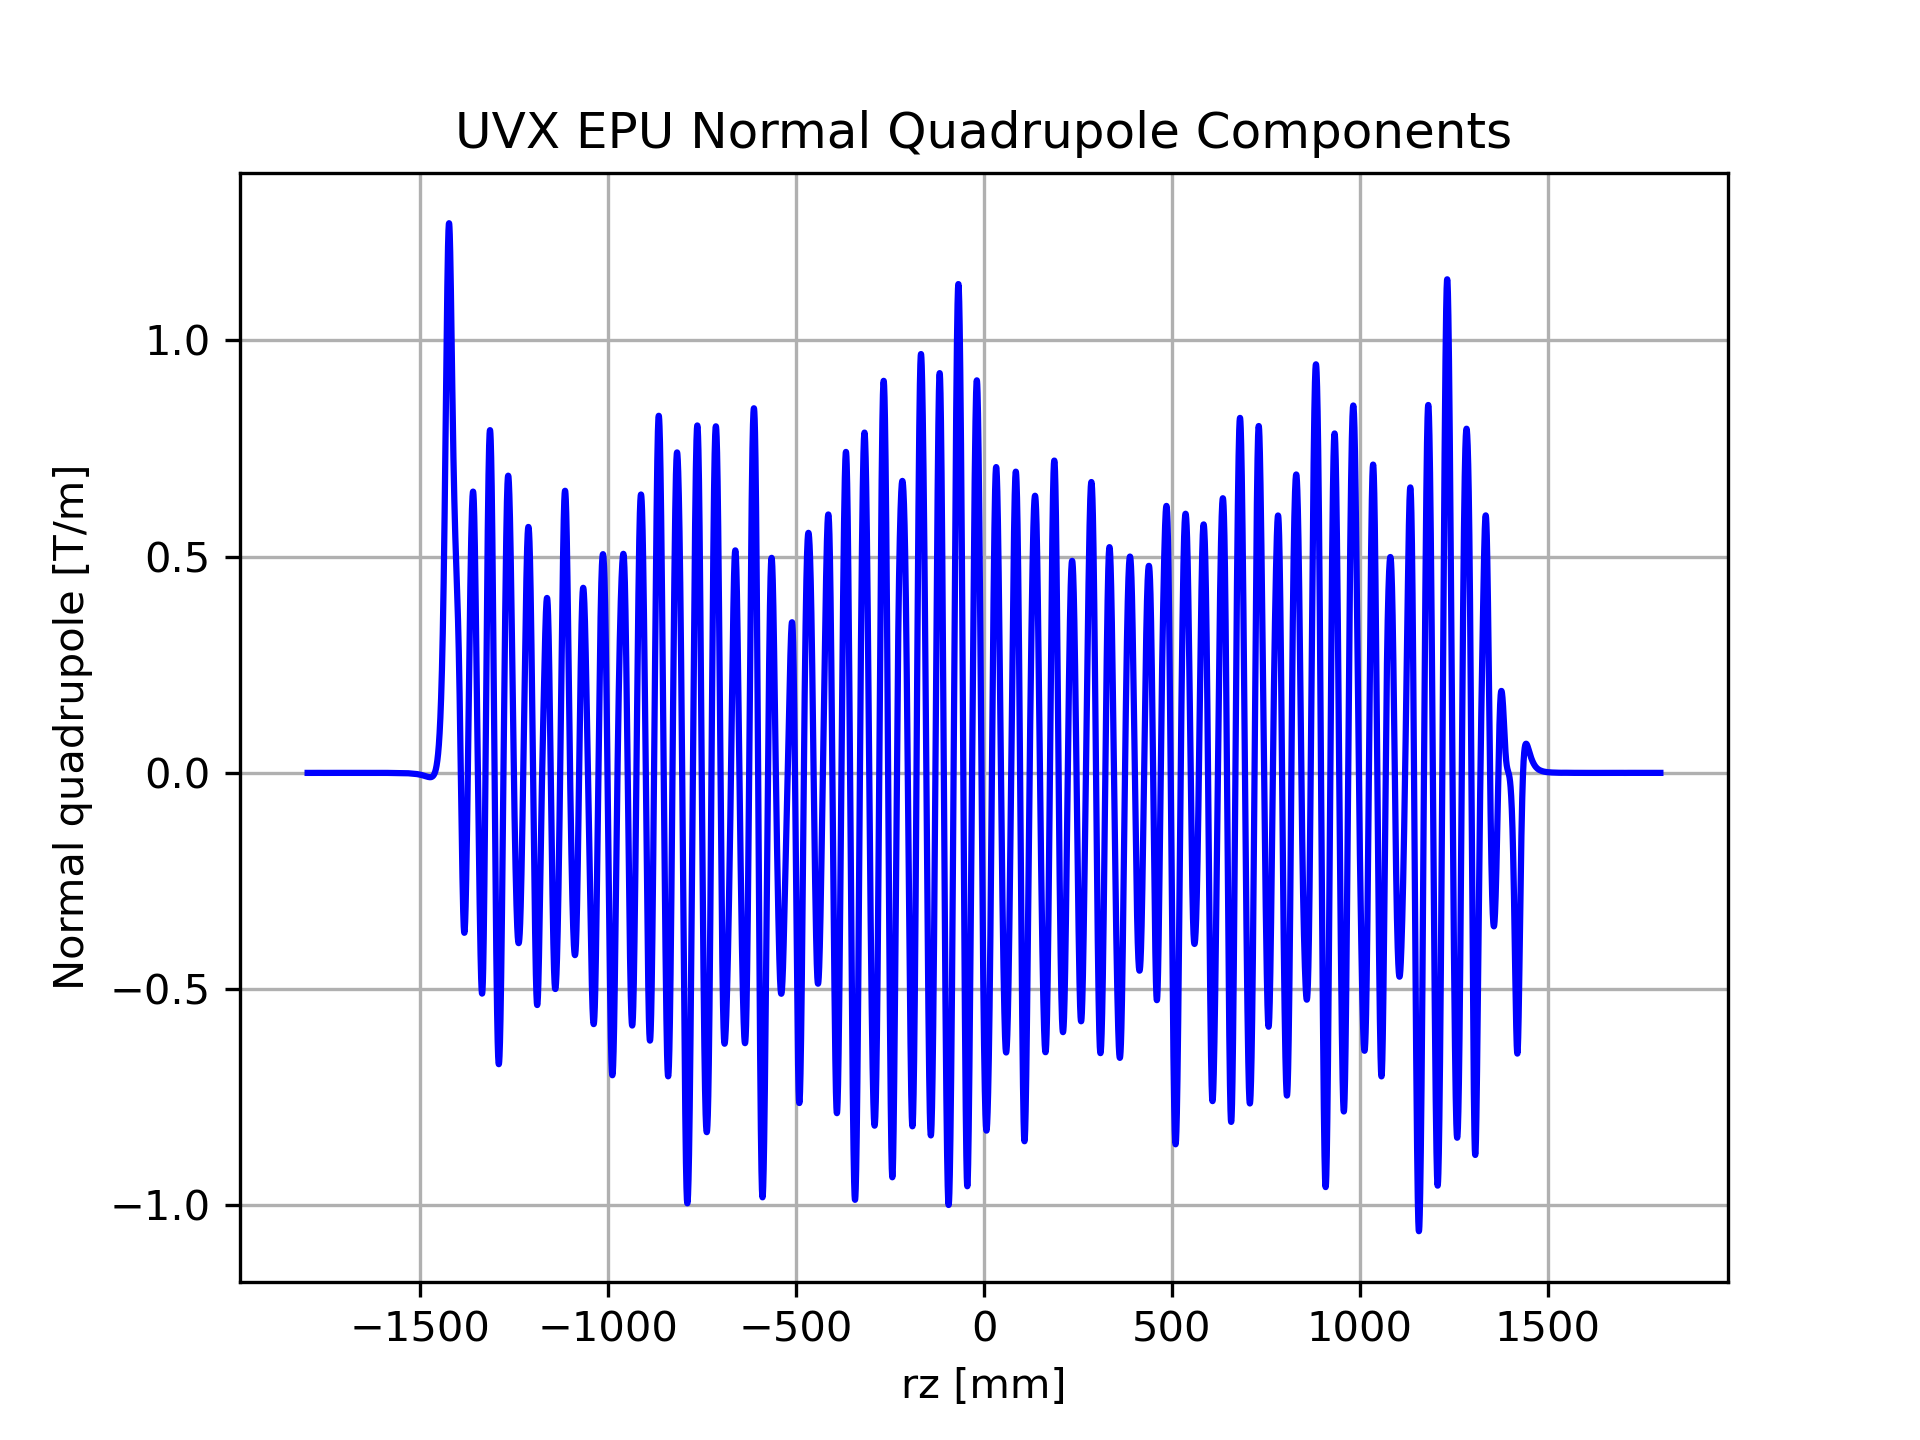 UVX EPU Normal Quadrupole Components
Normal quadrupole [T/m]
1.0
0.5
0.0
−0.5
−1.0
−1500 −1000 −500 0 500 1000 1500
rz [mm]